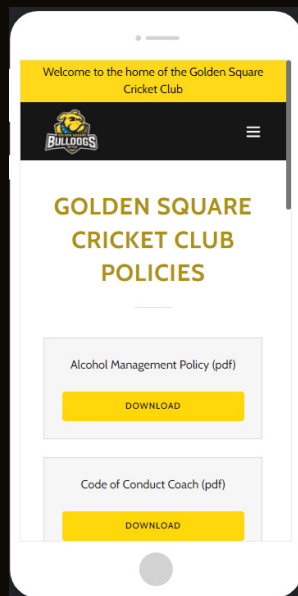 Welcome to the home of the Golden Square
Cricket Club
BULLDOGS
GOLDEN SQUARE
CRICKET CLUB
POLICIES
Alcohol Management Policy (pdf)
DOWNLOAD
Code of Conduct Coach (pdf)
DOWNLOAD